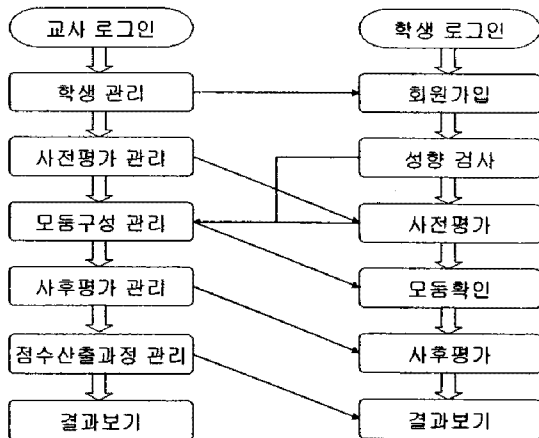 교사 로그인
학생 로그인
학생 관리
회원가입
사전평가 관리
성향 검사
모둠구성 관리
사전평가
사후평가 관리
모둠확인
점수산출과정 관리
사후평가
결과보기
결과보기